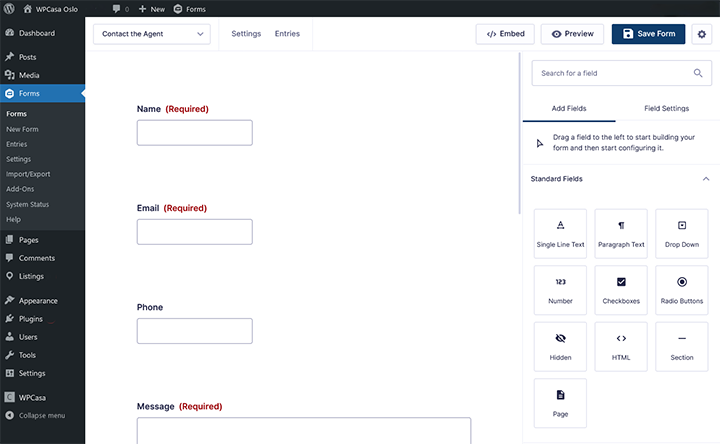 WPCasa Oslo 0 New Forms
Dashboard
Posts
Media
Forms
Forms
New Form
Entries
Settings
Import/Export
Add-Ons
System Status
Help
Pages
Comments
Listings
Appearance
Plugins
Users
Tools
Settings
WPCasa
Collapse menu
Contact the Agent Settings Entries </> Embed Preview Save Form
Name (Required)
Email (Required)
Phone
Message (Required)
Search for a field
Add Fields Field Settings
Drag a field to the left to start building your
form and then start configuring it.
Standard Fields
Single Line Text Paragraph Text Drop Down
123
Number Checkboxes Radio Buttons
Hidden HTML Section
Page